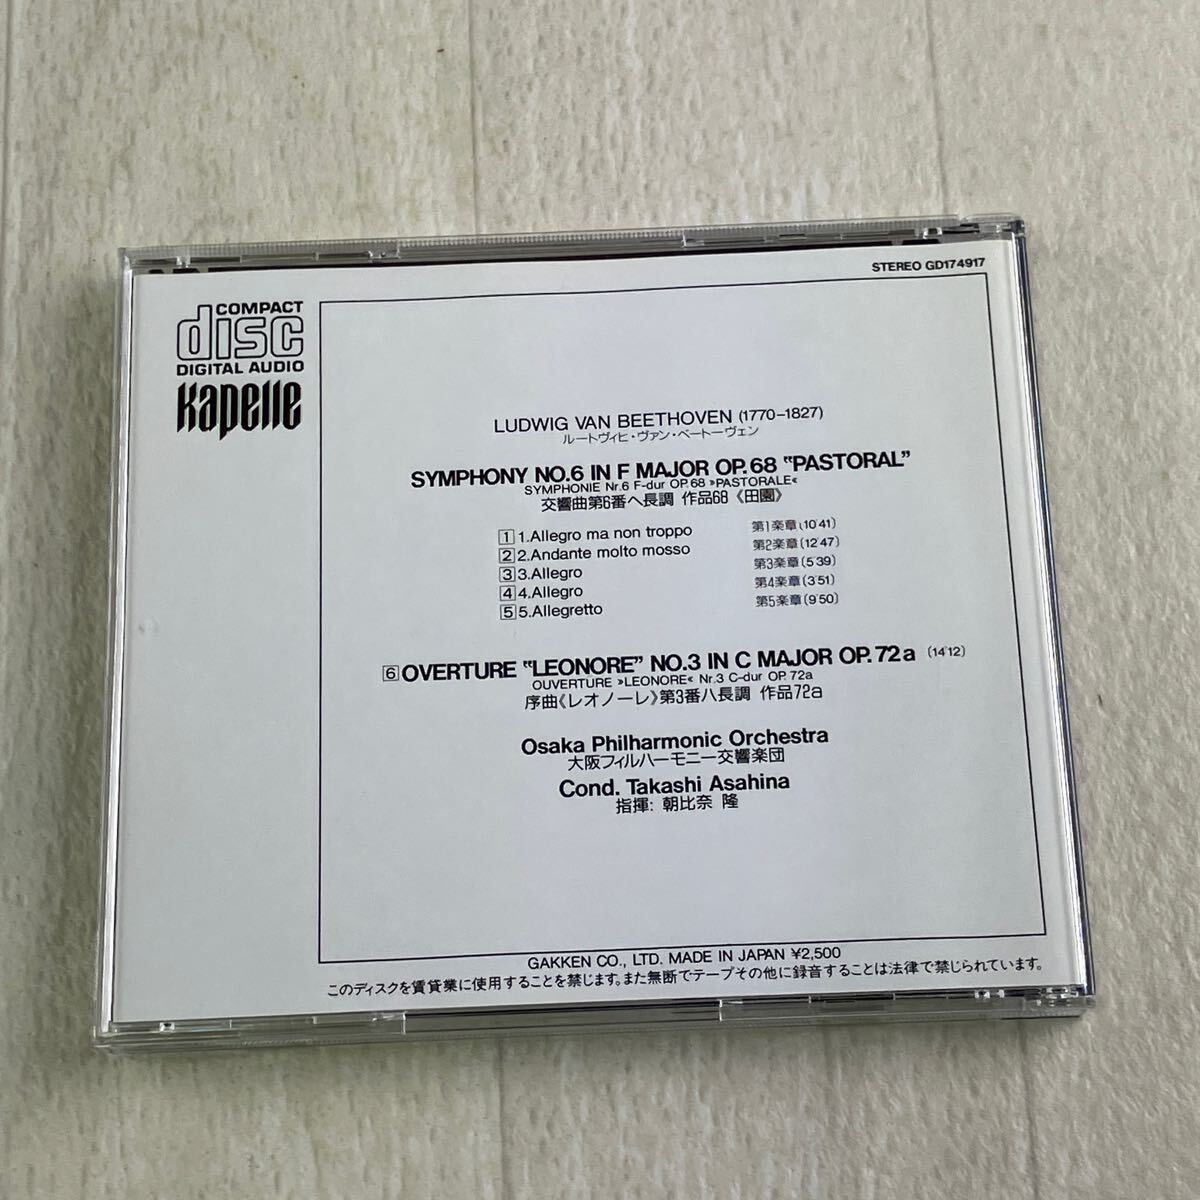 STEREO GD174917
COMPACT
disc
DIGITAL AUDIO
Kapelle
LUDWIG VAN BEETHOVEN (1770–1827)
ルートヴィヒ・ヴァン・ベートーヴェン
SYMPHONY NO.6 IN F MAJOR OP.68 “PASTORAL”
SYMPHONIE Nr.6 F-dur OP.68 »PASTORALE«
交響曲第6番ヘ長調 作品68《田園》
1 1.Allegro ma non troppo 第1楽章(10′41)
2 2.Andante molto mosso 第2楽章(12′47)
3 3.Allegro 第3楽章(5′39)
4 4.Allegro 第4楽章(3′51)
5 5.Allegretto 第5楽章(9′50)
6 OVERTURE “LEONORE” NO.3 IN C MAJOR OP.72a (14′12)
OUVERTURE »LEONORE« Nr.3 C-dur OP.72a
序曲《レオノーレ》第3番ハ長調 作品72a
Osaka Philharmonic Orchestra
大阪フィルハーモニー交響楽団
Cond. Takashi Asahina
指揮: 朝比奈 隆
GAKKEN CO., LTD. MADE IN JAPAN ¥2,500
このディスクを賃貸業に使用することを禁じます。また無断でテープその他に録音することは法律で禁じられています。